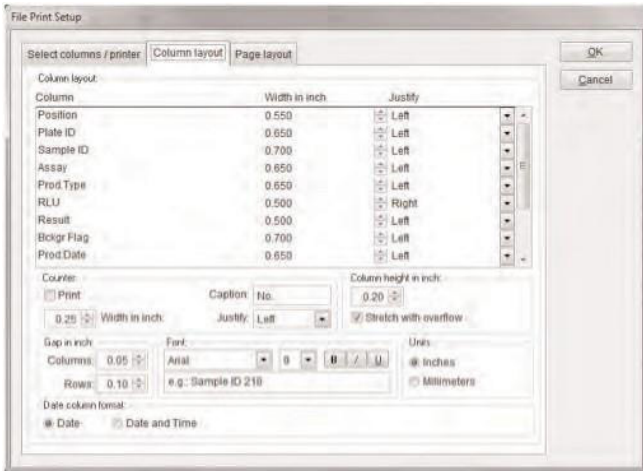 File Print Setup
Select columns / printer Column layout Page layout
OK
Cancel
Column layout:
Column Width in inch Justify
Position 0.550 Left
Plate ID 0.650 Left
Sample ID 0.700 Left
Assay 0.650 Left
Prod.Type 0.650 Left
RLU 0.500 Right
Result 0.500 Left
Bckgr Flag 0.700 Left
Prod.Date 0.650 Left
Counter: Column height in inch:
Print Caption: No. 0.20
0.25 Width in inch: Justify: Left Stretch with overflow
Gap in inch: Font: Units
Columns: 0.05 Arial 8 B I U Inches
Rows: 0.10 e.g.: Sample ID 218 Millimeters
Date column format:
Date Date and Time